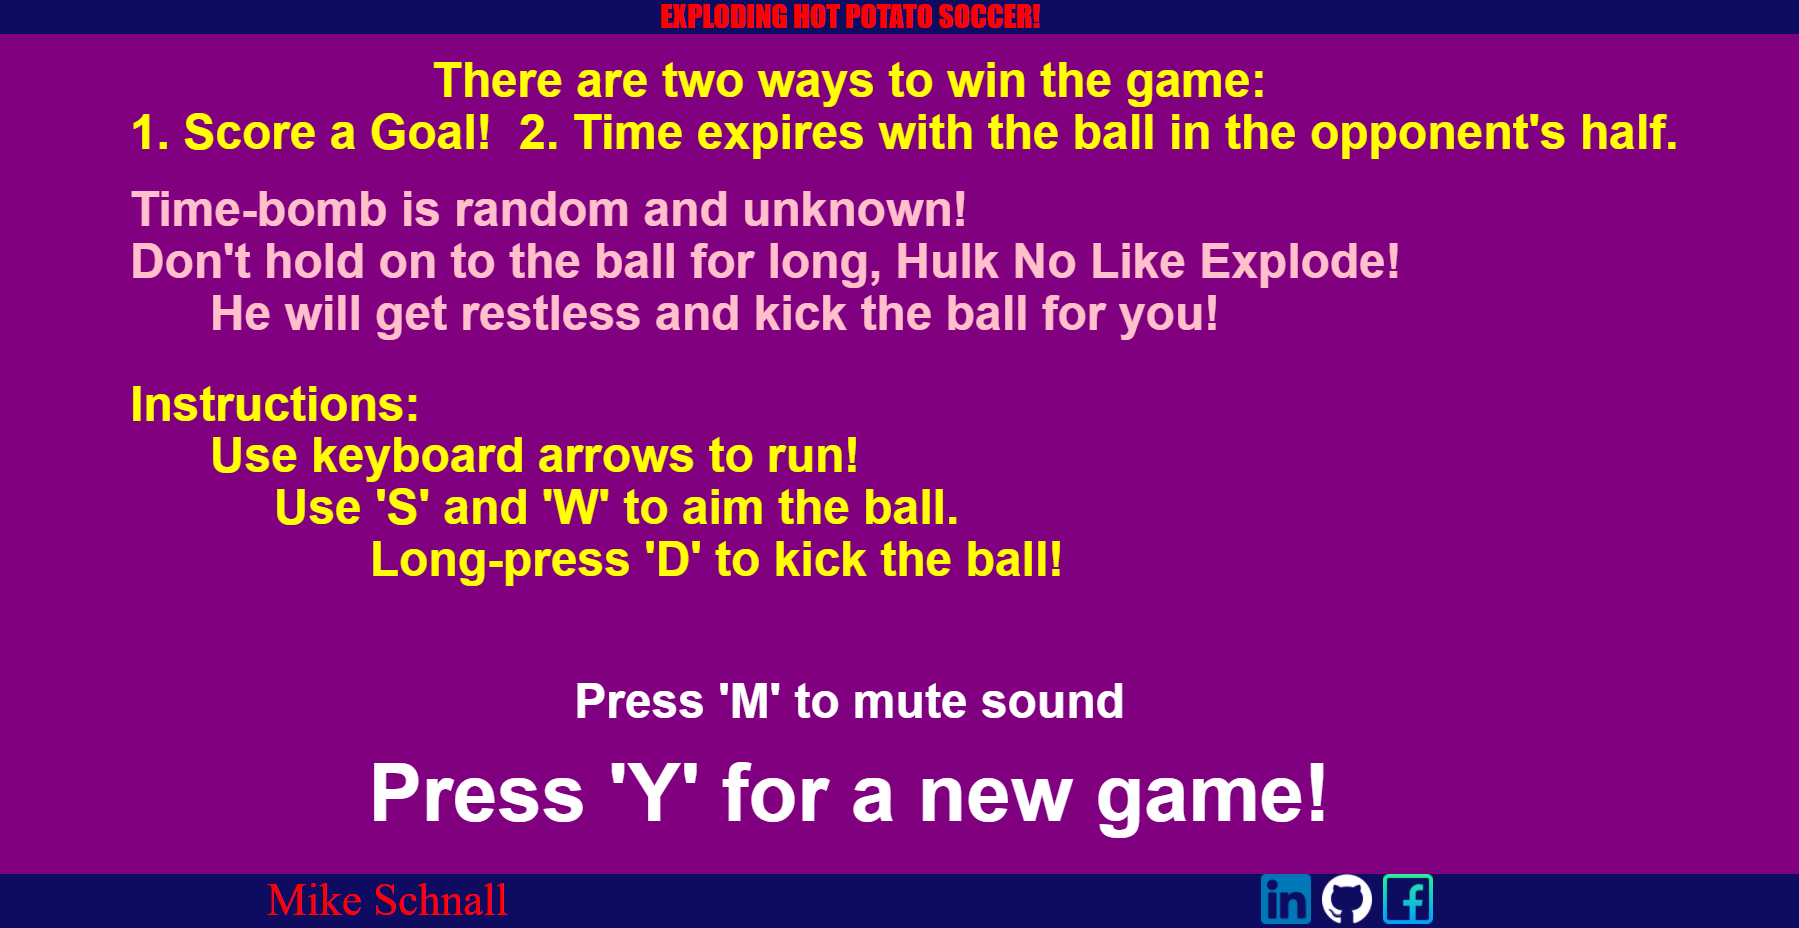 EXPLODING HOT POTATO SOCCER!
There are two ways to win the game:
1. Score a Goal!  2. Time expires with the ball in the opponent's half.
Time-bomb is random and unknown!
Don't hold on to the ball for long, Hulk No Like Explode!
He will get restless and kick the ball for you!
Instructions:
Use keyboard arrows to run!
Use 'S' and 'W' to aim the ball.
Long-press 'D' to kick the ball!
Press 'M' to mute sound
Press 'Y' for a new game!
Mike Schnall
in
f